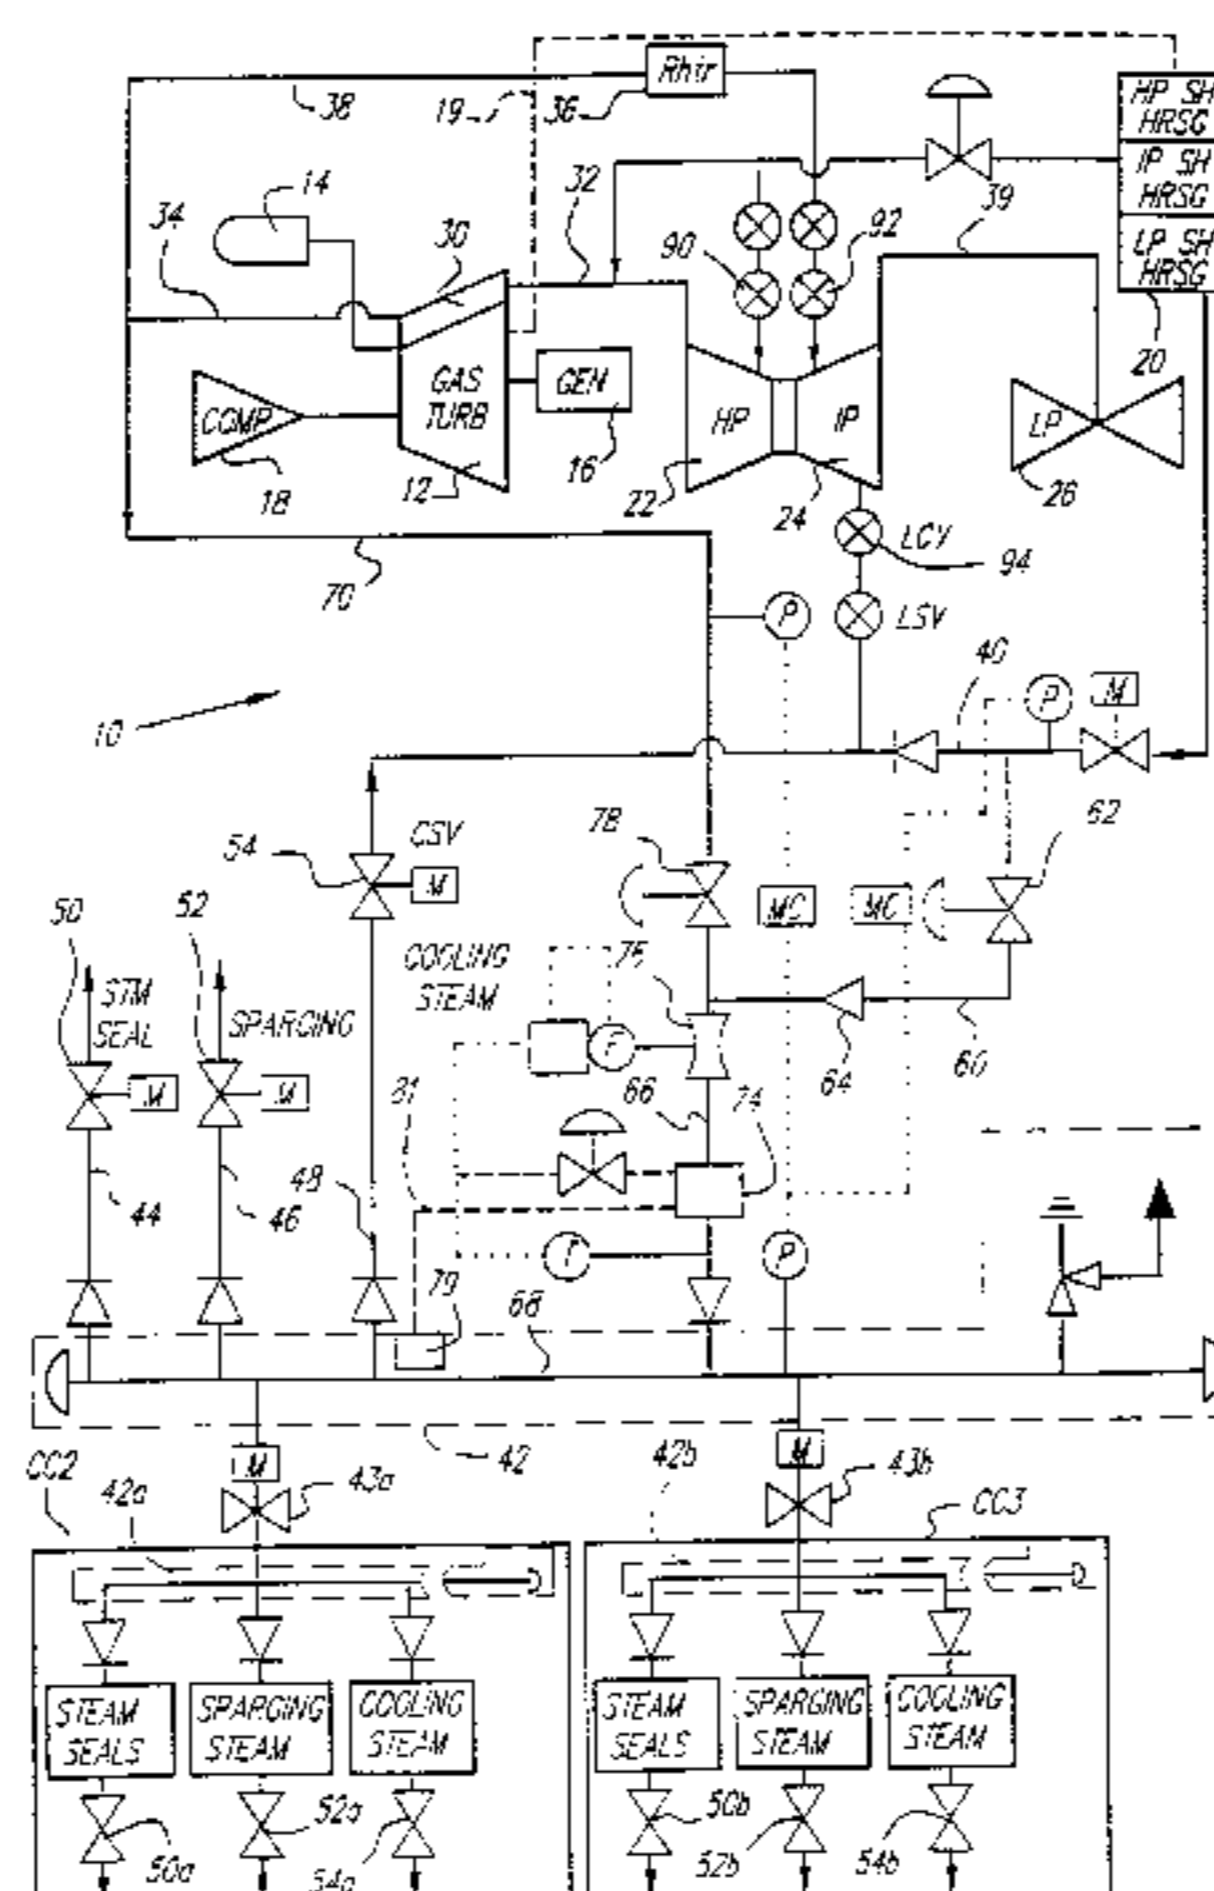 Rhtr
38
19
36
HP SH
HRSG
IP SH
HRSG
LP SH
HRSG
14
32
39
34
30
90
92
20
GAS
TURB
GEN
COMP
HP
IP
LP
18
12
16
22
24
26
LCV
94
70
P
LSV
40
P
M
10
62
78
CSV
54
M
MC
MC
50
52
COOLING
STEAM
76
STM
SEAL
SPARGING
F
M
M
81
66
64
60
74
44
46
48
T
P
79
68
42
CC2
42a
M
43a
42b
M
43b
CC3
STEAM
SEALS
SPARGING
STEAM
COOLING
STEAM
STEAM
SEALS
SPARGING
STEAM
COOLING
STEAM
50a
52a
54a
50b
52b
54b